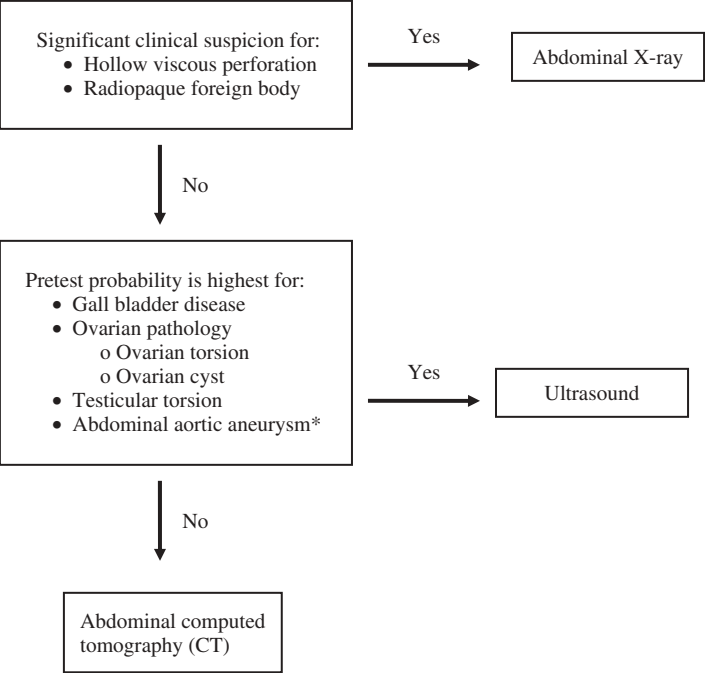 Significant clinical suspicion for:
• Hollow viscous perforation
• Radiopaque foreign body
Yes
Abdominal X-ray
No
Pretest probability is highest for:
• Gall bladder disease
• Ovarian pathology
o Ovarian torsion
o Ovarian cyst
• Testicular torsion
• Abdominal aortic aneurysm*
Yes
Ultrasound
No
Abdominal computed
tomography (CT)